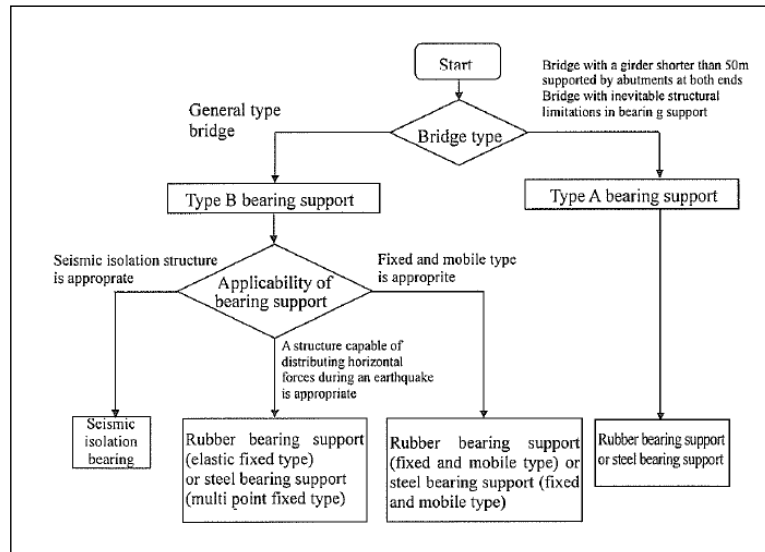 Start
Bridge with a girder shorter than 50m
supported by abutments at both ends
Bridge with inevitable structural
limitations in bearin g support
General type
bridge
Bridge type
Type B bearing support
Type A bearing support
Seismic isolation structure
is approprate
Fixed and mobile type
is approprite
Applicability of
bearing support
A structure capable of
distributing horizontal
forces during an earthquake
is appropriate
Seismic
isolation
bearing
Rubber bearing support
(elastic fixed type)
or steel bearing support
(multi point fixed type)
Rubber bearing support
(fixed and mobile type) or
steel bearing support (fixed
and mobile type)
Rubber bearing support
or steel bearing support